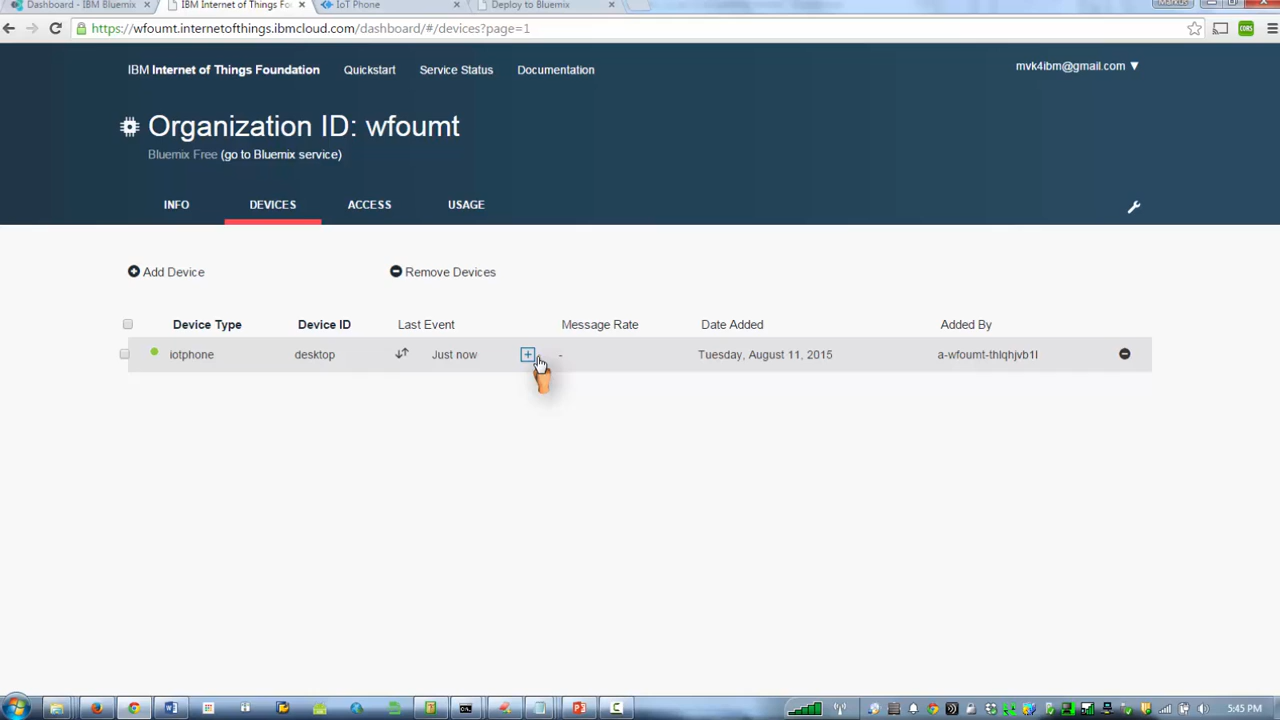 Dashboard - IBM Bluemix
IBM Internet of Things Fo
IoT Phone
Deploy to Bluemix
Markus
https://wfoumt.internetofthings.ibmcloud.com/dashboard/#/devices?page=1
CORS
IBM Internet of Things Foundation
Quickstart
Service Status
Documentation
mvk4ibm@gmail.com ▼
Organization ID: wfoumt
Bluemix Free (go to Bluemix service)
INFO
DEVICES
ACCESS
USAGE
Add Device
Remove Devices
Device Type
Device ID
Last Event
Message Rate
Date Added
Added By
iotphone
desktop
Just now
-
Tuesday, August 11, 2015
5:45 PM